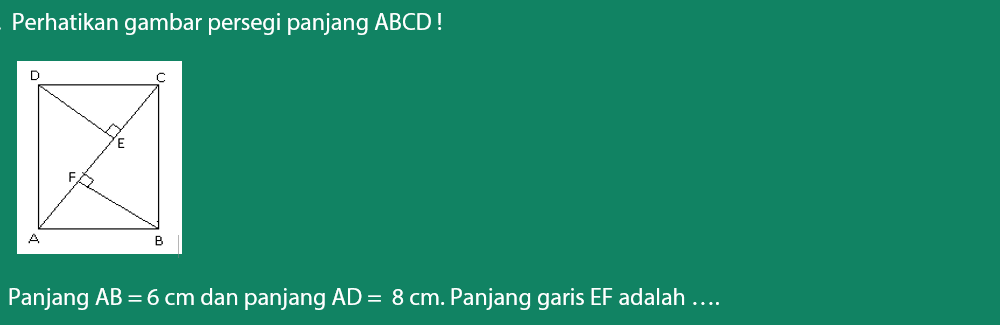 . Perhatikan gambar persegi panjang ABCD !
D C
E
F
A B
Panjang AB = 6 cm dan panjang AD = 8 cm. Panjang garis EF adalah ….